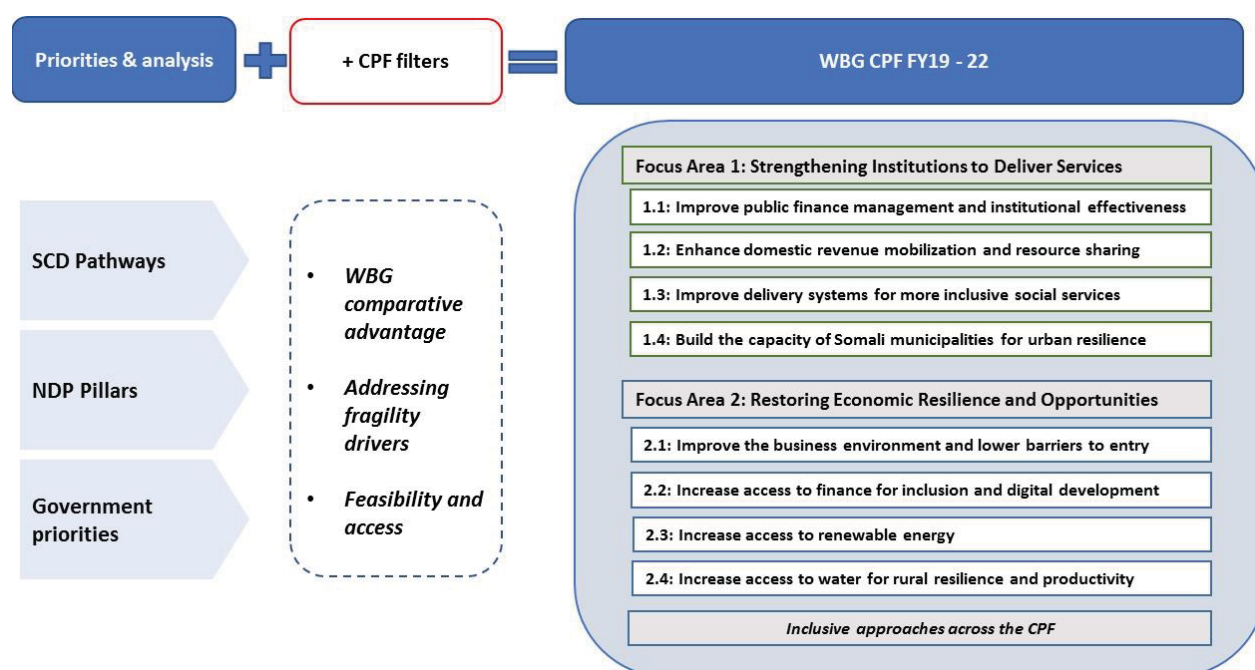 Priorities & analysis
+ CPF filters
WBG CPF FY19 - 22
SCD Pathways
NDP Pillars
Government
priorities
• WBG
comparative
advantage
• Addressing
fragility
drivers
• Feasibility and
access
Focus Area 1: Strengthening Institutions to Deliver Services
1.1: Improve public finance management and institutional effectiveness
1.2: Enhance domestic revenue mobilization and resource sharing
1.3: Improve delivery systems for more inclusive social services
1.4: Build the capacity of Somali municipalities for urban resilience
Focus Area 2: Restoring Economic Resilience and Opportunities
2.1: Improve the business environment and lower barriers to entry
2.2: Increase access to finance for inclusion and digital development
2.3: Increase access to renewable energy
2.4: Increase access to water for rural resilience and productivity
Inclusive approaches across the CPF